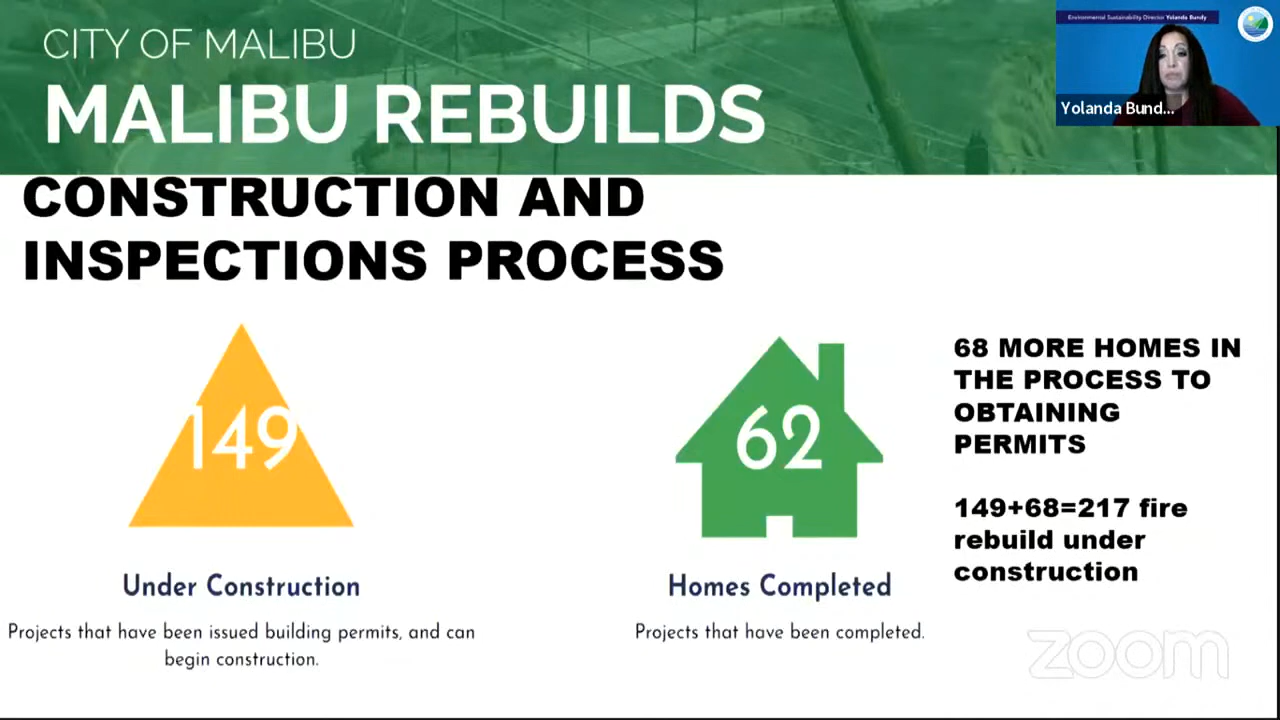 CITY OF MALIBU
MALIBU REBUILDS
Environmental Sustainability Director Yolanda Bundy
Yolanda Bund...
CONSTRUCTION AND
INSPECTIONS PROCESS
149
Under Construction
Projects that have been issued building permits, and can
begin construction.
62
Homes Completed
Projects that have been completed.
68 MORE HOMES IN
THE PROCESS TO
OBTAINING
PERMITS
149+68=217 fire
rebuild under
construction
zoom